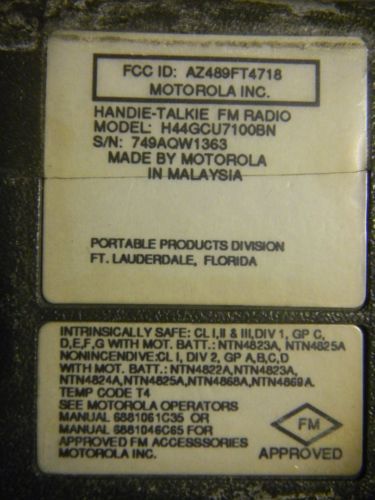 FCC ID: AZ489FT4718
MOTOROLA INC.
HANDIE-TALKIE FM RADIO
MODEL: H44GCU7100BN
S/N: 749AQW1363
MADE BY MOTOROLA
IN MALAYSIA
PORTABLE PRODUCTS DIVISION
FT. LAUDERDALE, FLORIDA
INTRINSICALLY SAFE: CL I,II & III,DIV 1, GP C,
D,E,F,G WITH MOT. BATT.: NTN4823A, NTN4825A
NONINCENDIVE:CL I, DIV 2, GP A,B,C,D
WITH MOT. BATT.: NTN4822A,NTN4823A,
NTN4824A,NTN4825A,NTN4868A,NTN4869A.
TEMP CODE T4
SEE MOTOROLA OPERATORS
MANUAL 6881061C35 OR
MANUAL 6881046C65 FOR
APPROVED FM ACCESSSORIES
MOTOROLA INC.
FM
APPROVED